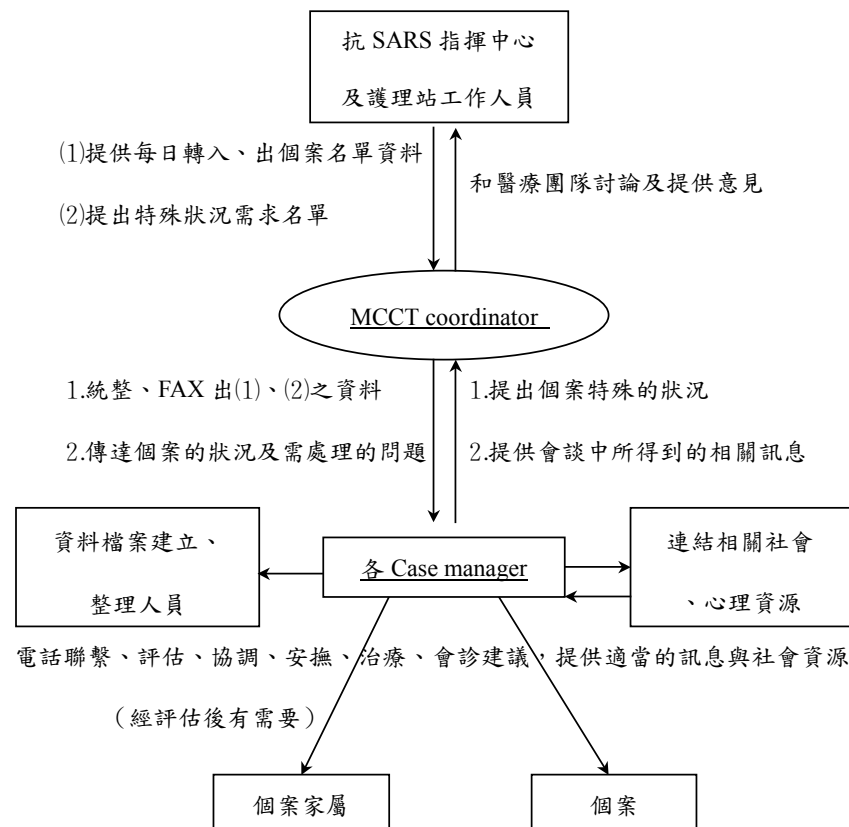 抗 SARS 指揮中心
及護理站工作人員
⑴提供每日轉入、出個案名單資料
⑵提出特殊狀況需求名單
和醫療團隊討論及提供意見
MCCT coordinator
1.統整、FAX 出⑴、⑵之資料
2.傳達個案的狀況及需處理的問題
1.提出個案特殊的狀況
2.提供會談中所得到的相關訊息
資料檔案建立、
整理人員
各 Case manager
連結相關社會
、心理資源
電話聯繫、評估、協調、安撫、治療、會診建議，提供適當的訊息與社會資源
（經評估後有需要）
個案家屬
個案